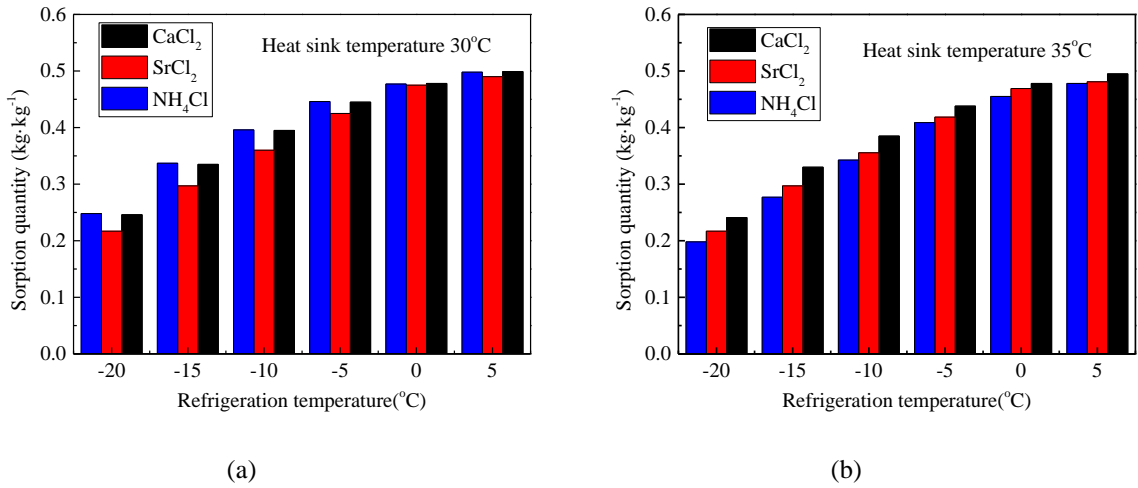 0.6
0.5
0.4
0.3
0.2
0.1
0.0
Sorption quantity (kg·kg⁻¹)
CaCl₂
SrCl₂
NH₄Cl
Heat sink temperature 30°C
-20 -15 -10 -5 0 5
Refrigeration temperature(°C)
(a)
0.6
0.5
0.4
0.3
0.2
0.1
0.0
Sorption quantity (kg·kg⁻¹)
CaCl₂
SrCl₂
NH₄Cl
Heat sink temperature 35°C
-20 -15 -10 -5 0 5
Refrigeration temperature(°C)
(b)